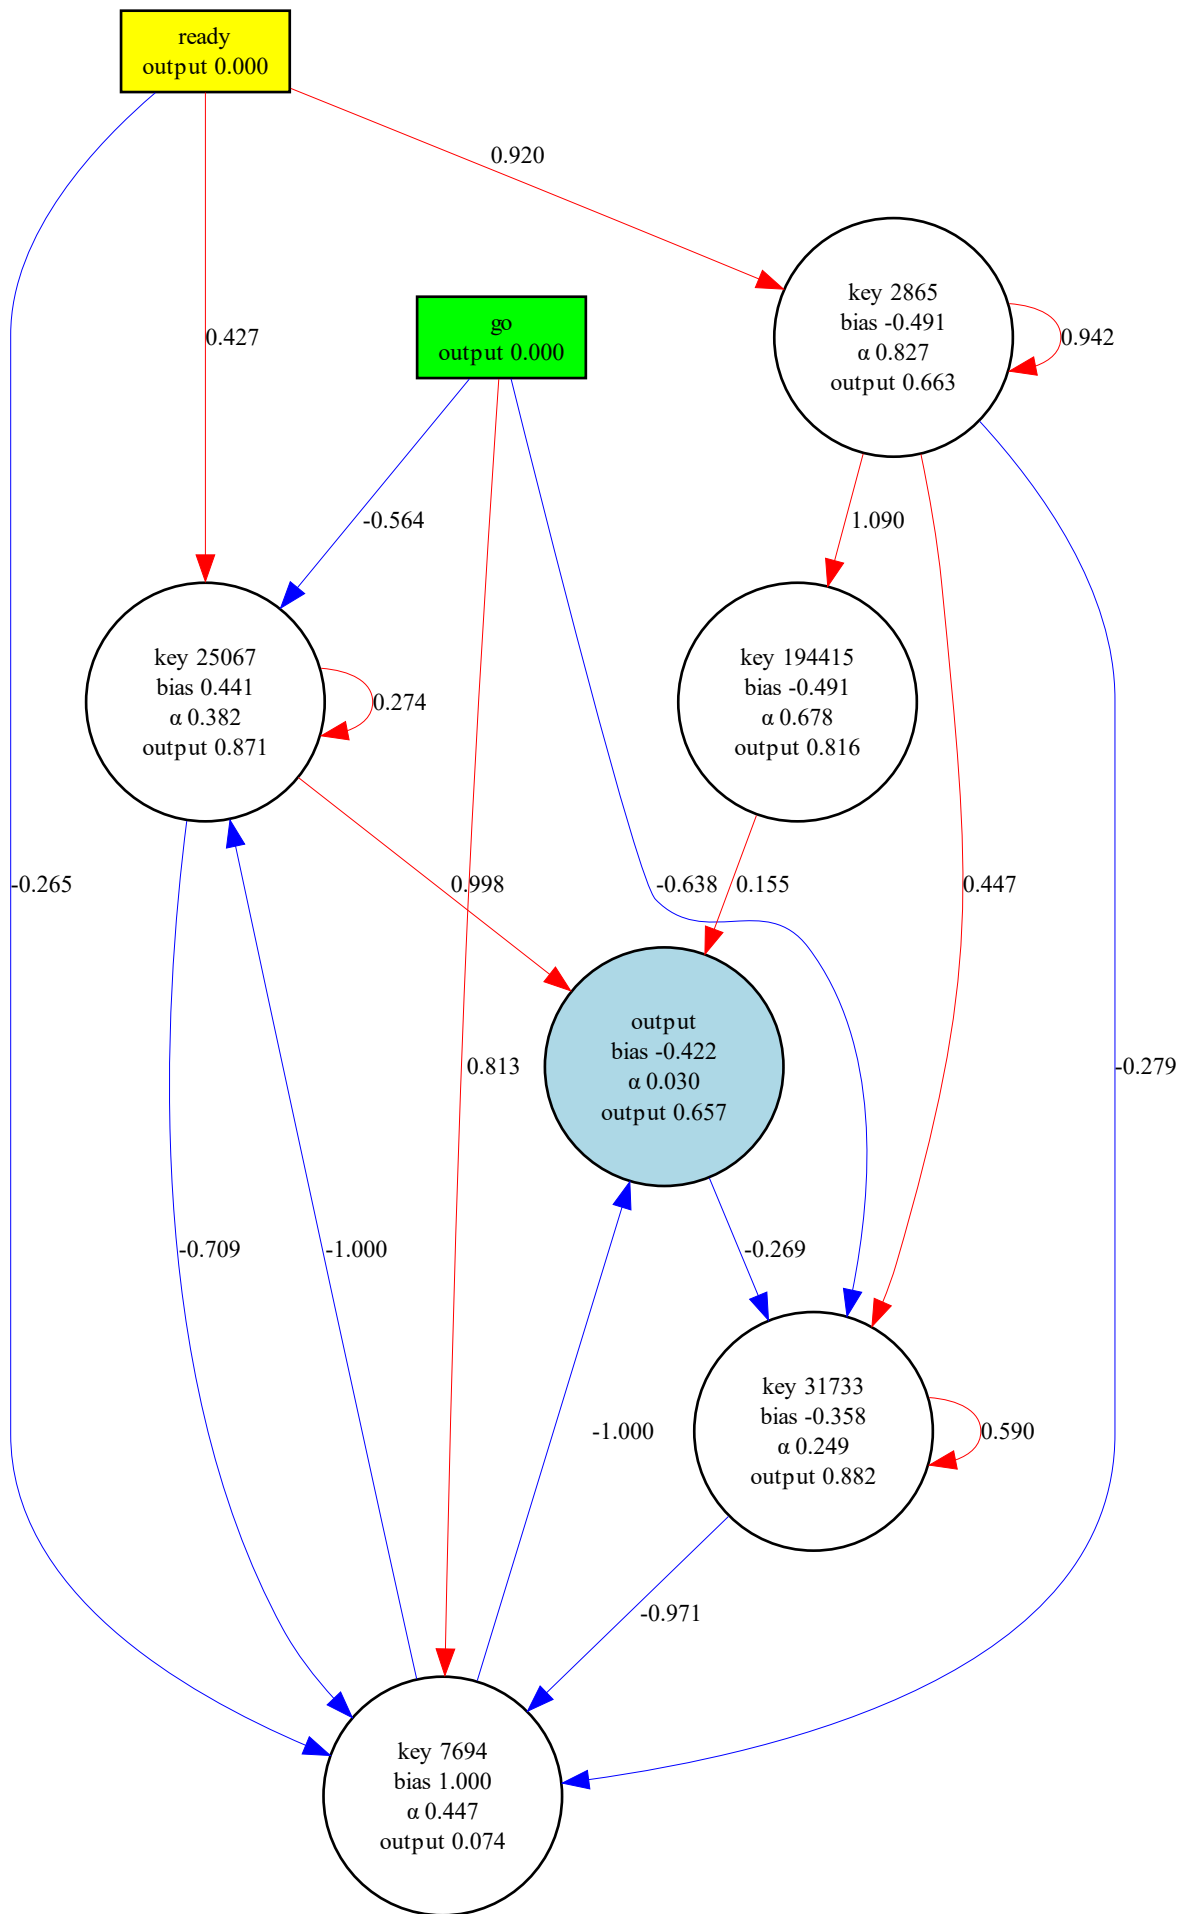 ready
output 0.000
0.920
key 2865
bias -0.491
α 0.827
output 0.663
0.942
go
output 0.000
0.427
-0.564
1.090
key 25067
bias 0.441
α 0.382
output 0.871
0.274
key 194415
bias -0.491
α 0.678
output 0.816
-0.265
0.998
-0.638
0.155
0.447
output
bias -0.422
α 0.030
output 0.657
0.813
-0.279
-0.709
-1.000
-0.269
-1.000
key 31733
bias -0.358
α 0.249
output 0.882
0.590
-0.971
key 7694
bias 1.000
α 0.447
output 0.074